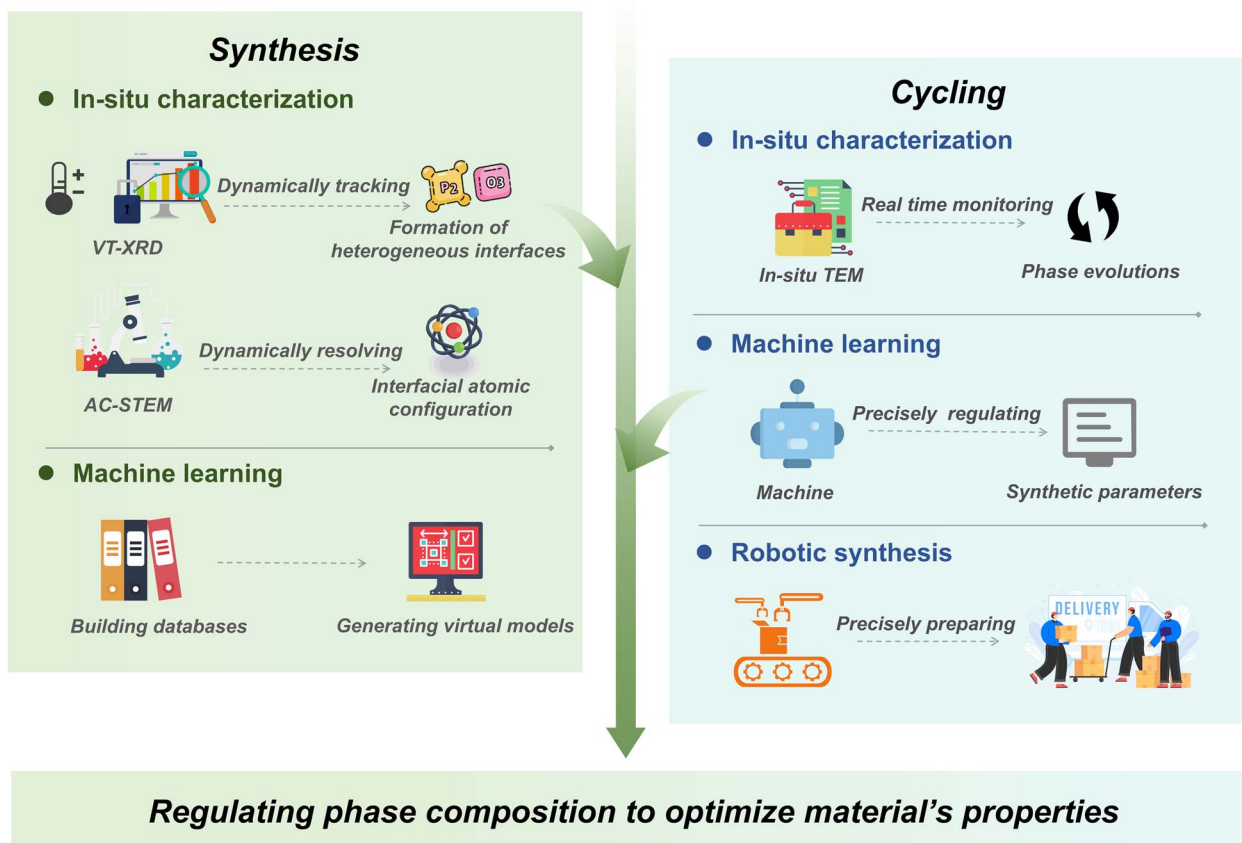 Synthesis
In-situ characterization
Dynamically tracking
P2
O3
VT-XRD
Formation of
heterogeneous interfaces
Dynamically resolving
AC-STEM
Interfacial atomic
configuration
Machine learning
Building databases
Generating virtual models
Cycling
In-situ characterization
Real time monitoring
In-situ TEM
Phase evolutions
Machine learning
Precisely regulating
Machine
Synthetic parameters
Robotic synthesis
Precisely preparing
DELIVERY
Regulating phase composition to optimize material’s properties